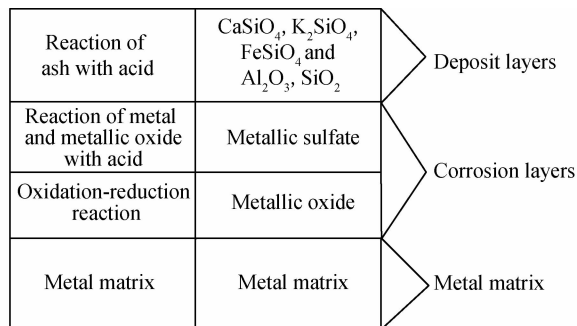 Reaction of
ash with acid
CaSiO₄, K₂SiO₄,
FeSiO₄ and
Al₂O₃, SiO₂
Deposit layers
Reaction of metal
and metallic oxide
with acid
Metallic sulfate
Corrosion layers
Oxidation-reduction
reaction
Metallic oxide
Metal matrix
Metal matrix
Metal matrix